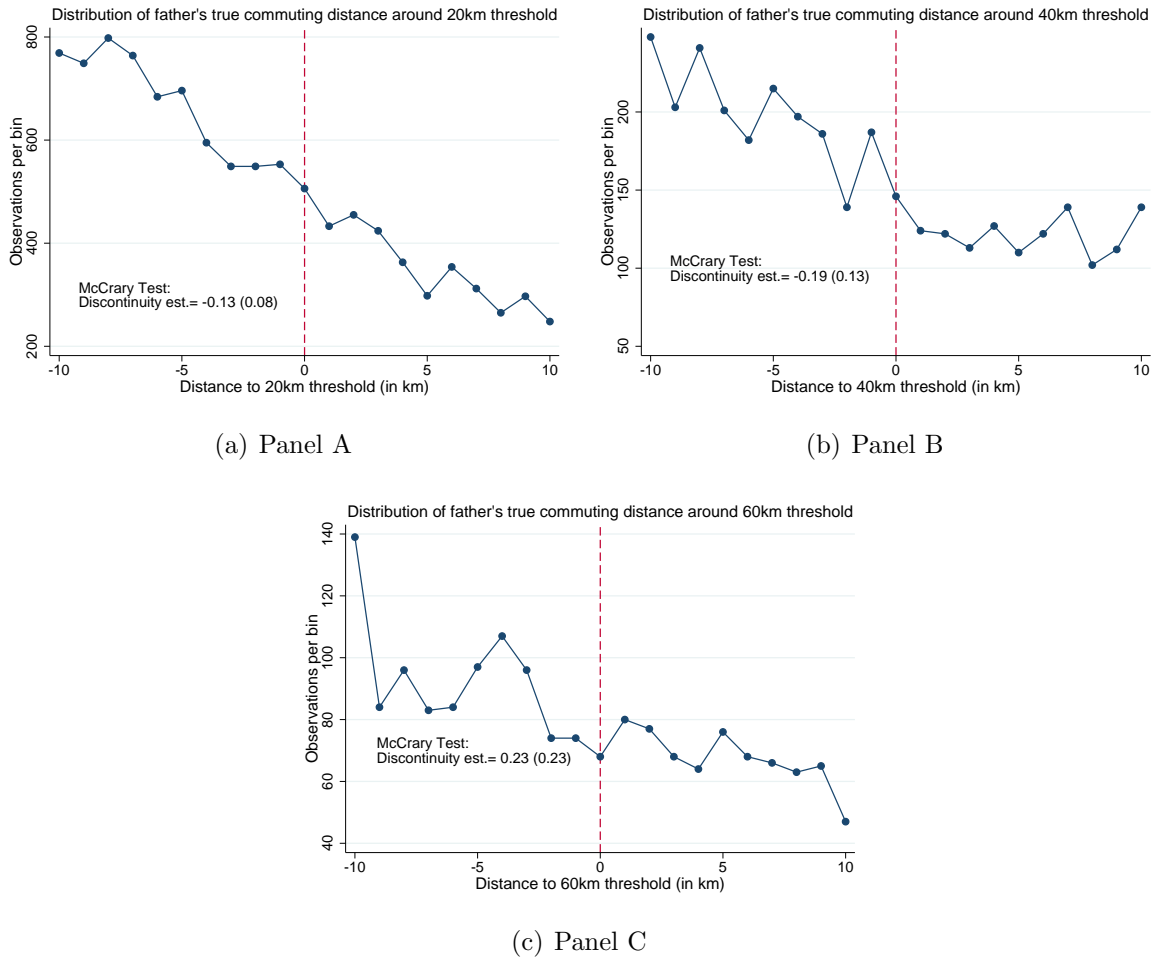 Distribution of father's true commuting distance around 20km threshold
Observations per bin
800
600
400
200
McCrary Test:
Discontinuity est.= -0.13 (0.08)
-10 -5 0 5 10
Distance to 20km threshold (in km)
(a) Panel A
Distribution of father's true commuting distance around 40km threshold
Observations per bin
200
150
100
50
McCrary Test:
Discontinuity est.= -0.19 (0.13)
-10 -5 0 5 10
Distance to 40km threshold (in km)
(b) Panel B
Distribution of father's true commuting distance around 60km threshold
Observations per bin
140
120
100
80
60
40
McCrary Test:
Discontinuity est.= 0.23 (0.23)
-10 -5 0 5 10
Distance to 60km threshold (in km)
(c) Panel C